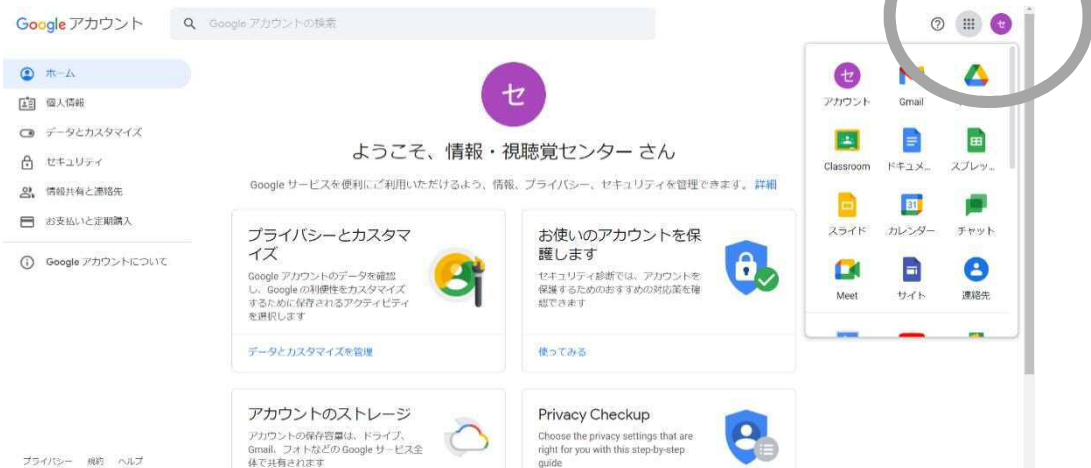 Google アカウント
Google アカウントの検索
セ
ホーム
個人情報
データとカスタマイズ
セキュリティ
情報共有と連絡先
お支払いと定期購入
Google アカウントについて
プライバシー 規約 ヘルプ
セ
ようこそ、情報・視聴覚センター さん
Google サービスを便利にご利用いただけるよう、情報、プライバシー、セキュリティを管理できます。 詳細
プライバシーとカスタマ
イズ
Google アカウントのデータを確認
し、Google の利便性をカスタマイズ
するために保存されるアクティビティ
を選択します
データとカスタマイズを管理
お使いのアカウントを保
護します
セキュリティ診断では、アカウントを
保護するためのおすすめの対応策を確
認できます
使ってみる
アカウントのストレージ
アカウントの保存容量は、ドライブ、
Gmail、フォトなどの Google サービス全
体で共有されます
Privacy Checkup
Choose the privacy settings that are
right for you with this step-by-step
guide
セ
アカウント Gmail
Classroom ドキュメ... スプレッ...
31
スライド カレンダー チャット
Meet サイト 連絡先